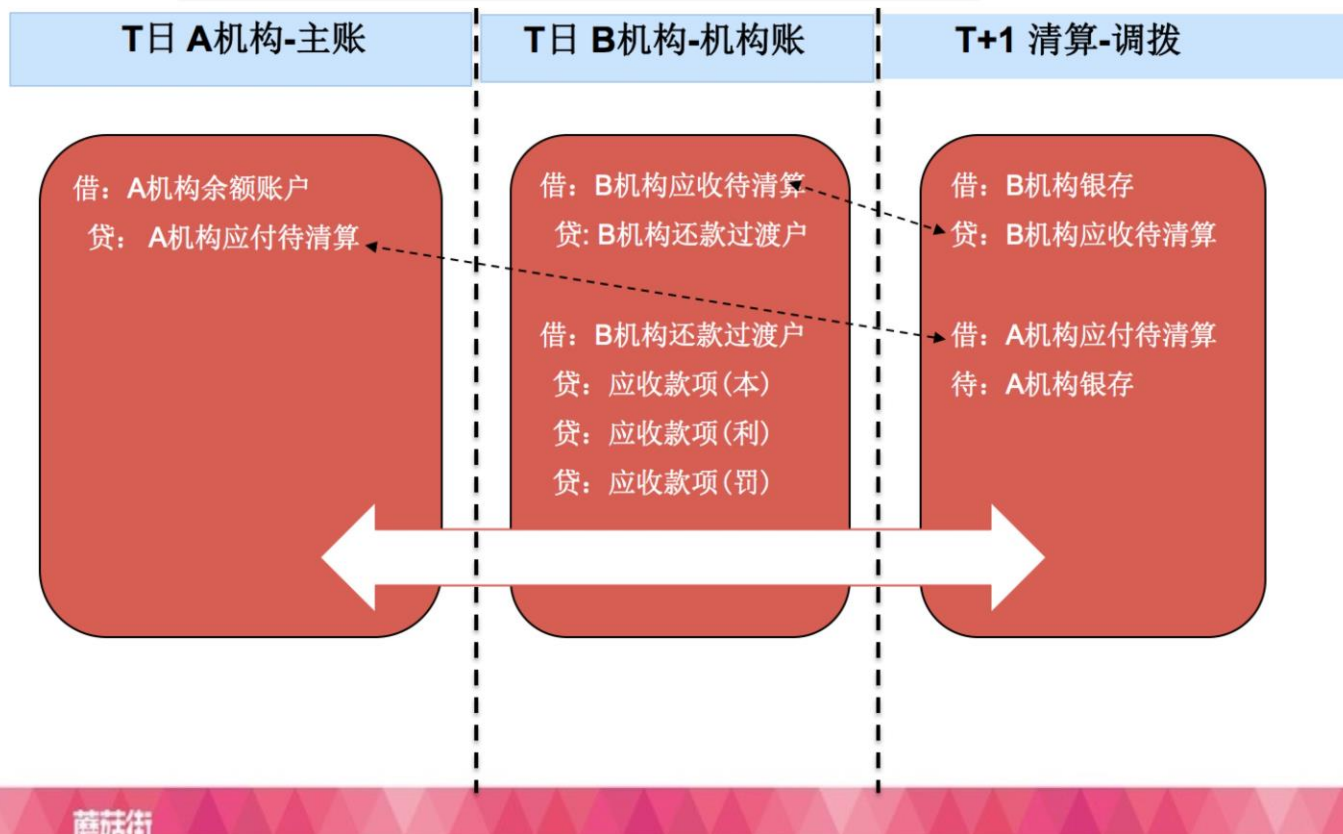 T日 A机构-主账
T日 B机构-机构账
T+1 清算-调拨
借：A机构余额账户
贷： A机构应付待清算
借：B机构应收待清算
贷: B机构还款过渡户
借：B机构还款过渡户
贷：应收款项(本)
贷：应收款项(利)
贷：应收款项(罚)
借：B机构银存
贷：B机构应收待清算
借：A机构应付待清算
待：A机构银存
蘑菇街